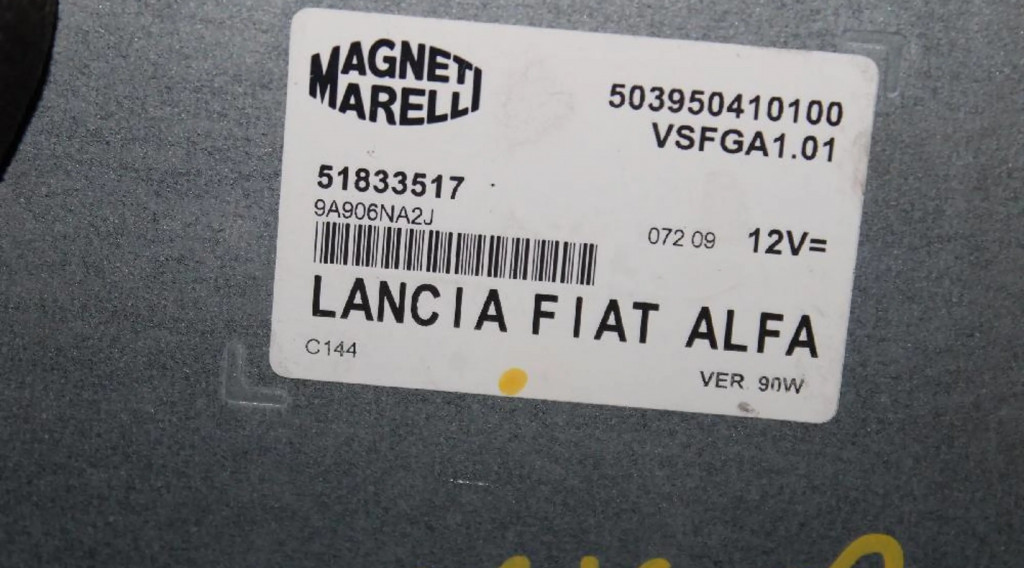 MAGNETI
MARELLI
503950410100
VSFGA1.01
51833517
9A906NA2J
072 09 12V=
LANCIA FIAT ALFA
C144
VER. 90W